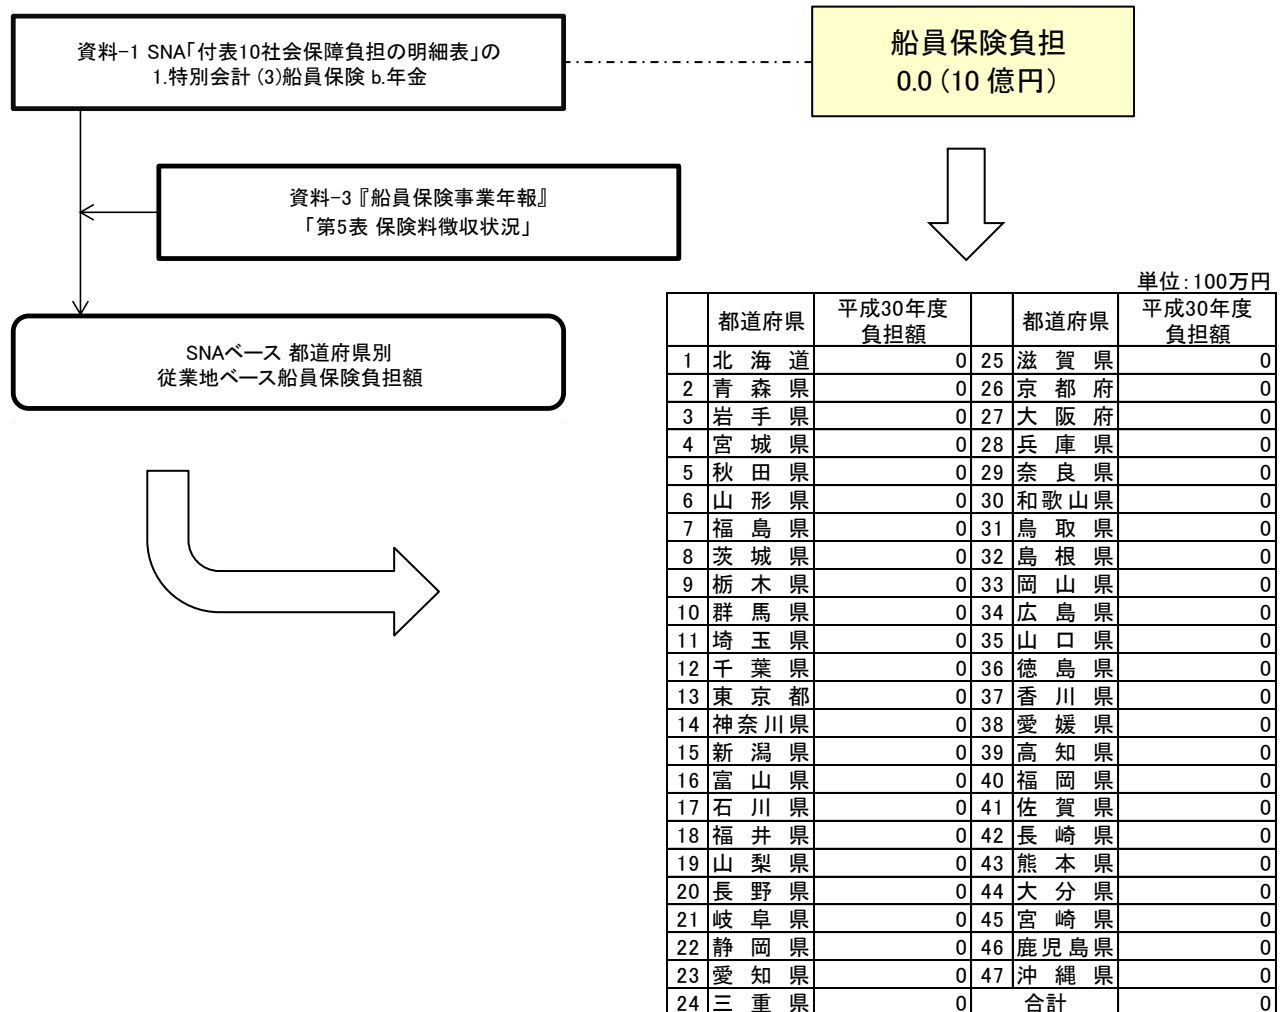 資料-1 SNA「付表10社会保障負担の明細表」の
1.特別会計 (3)船員保険 b.年金
船員保険負担
0.0 (10 億円)
資料-3『船員保険事業年報』
「第5表 保険料徴収状況」
SNAベース 都道府県別
従業地ベース船員保険負担額
単位:100万円
都道府県 平成30年度 負担額 都道府県 平成30年度 負担額
1 北海道 0 25 滋賀県 0
2 青森県 0 26 京都府 0
3 岩手県 0 27 大阪府 0
4 宮城県 0 28 兵庫県 0
5 秋田県 0 29 奈良県 0
6 山形県 0 30 和歌山県 0
7 福島県 0 31 鳥取県 0
8 茨城県 0 32 島根県 0
9 栃木県 0 33 岡山県 0
10 群馬県 0 34 広島県 0
11 埼玉県 0 35 山口県 0
12 千葉県 0 36 徳島県 0
13 東京都 0 37 香川県 0
14 神奈川県 0 38 愛媛県 0
15 新潟県 0 39 高知県 0
16 富山県 0 40 福岡県 0
17 石川県 0 41 佐賀県 0
18 福井県 0 42 長崎県 0
19 山梨県 0 43 熊本県 0
20 長野県 0 44 大分県 0
21 岐阜県 0 45 宮崎県 0
22 静岡県 0 46 鹿児島県 0
23 愛知県 0 47 沖縄県 0
24 三重県 0 合計 0